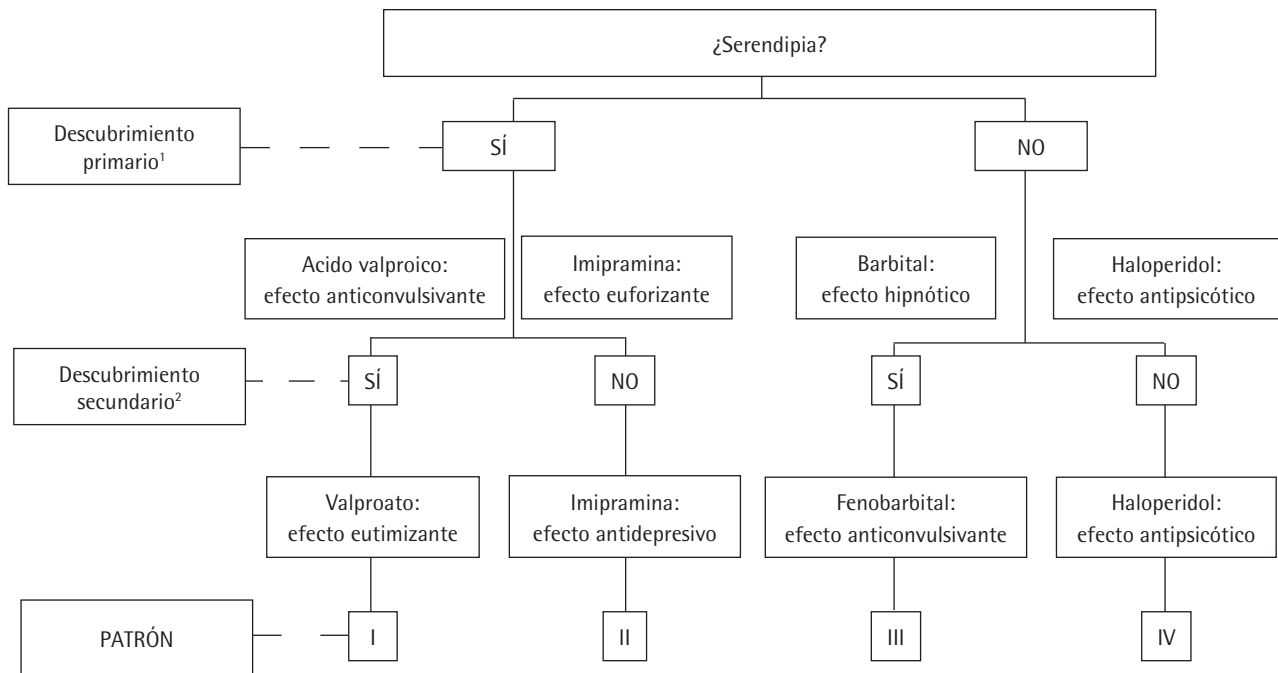 ¿Serendipia?
Descubrimiento
primario¹
SÍ
NO
Acido valproico:
efecto anticonvulsivante
Imipramina:
efecto euforizante
Barbital:
efecto hipnótico
Haloperidol:
efecto antipsicótico
Descubrimiento
secundario²
SÍ
NO
SÍ
NO
Valproato:
efecto eutimizante
Imipramina:
efecto antidepresivo
Fenobarbital:
efecto anticonvulsivante
Haloperidol:
efecto antipsicótico
PATRÓN
I
II
III
IV